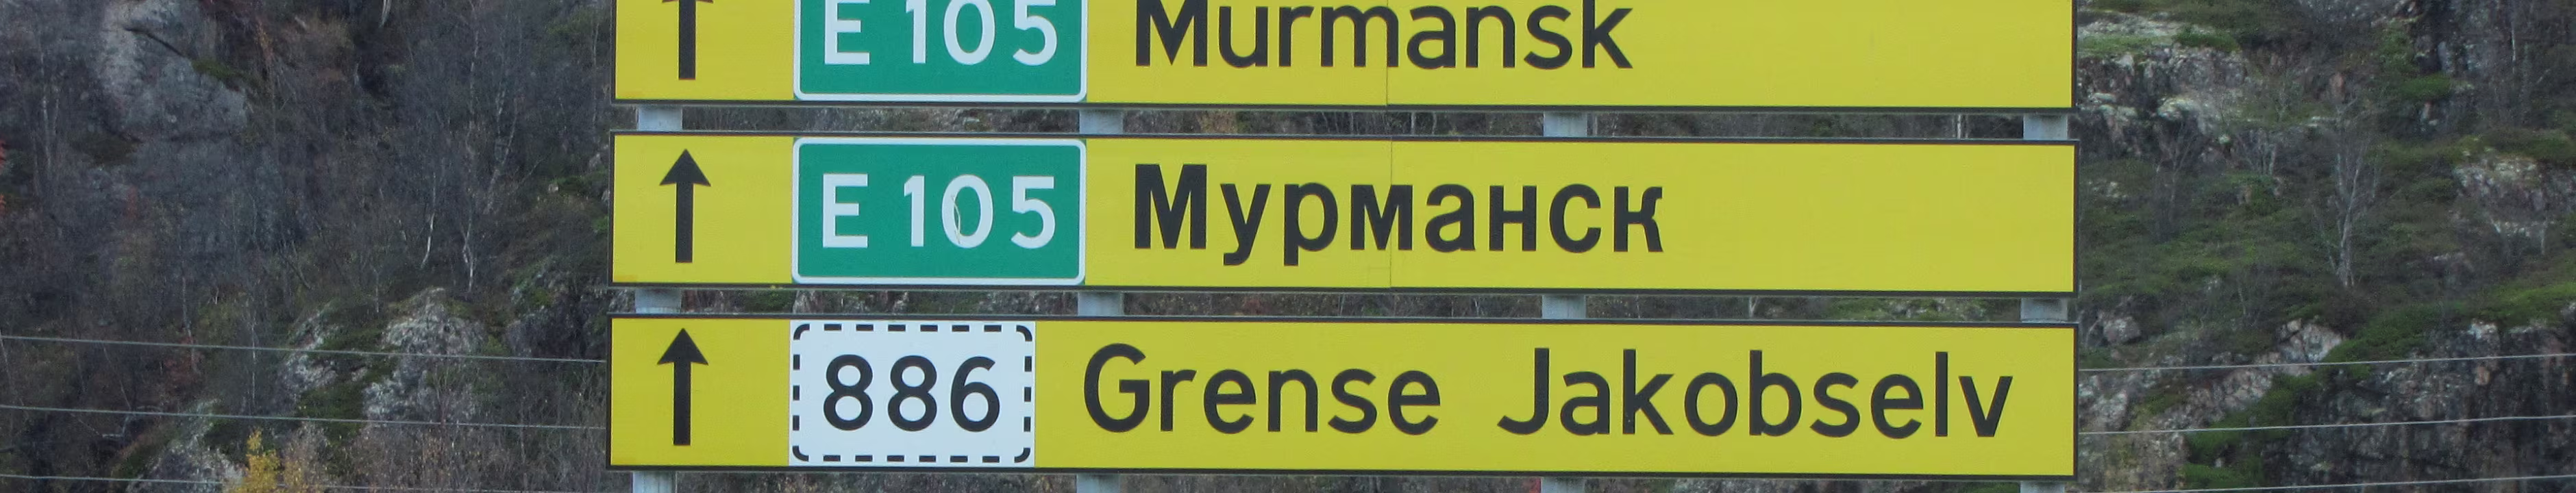 E 105 Murmansk
E 105 Мурманск
886 Grense Jakobselv